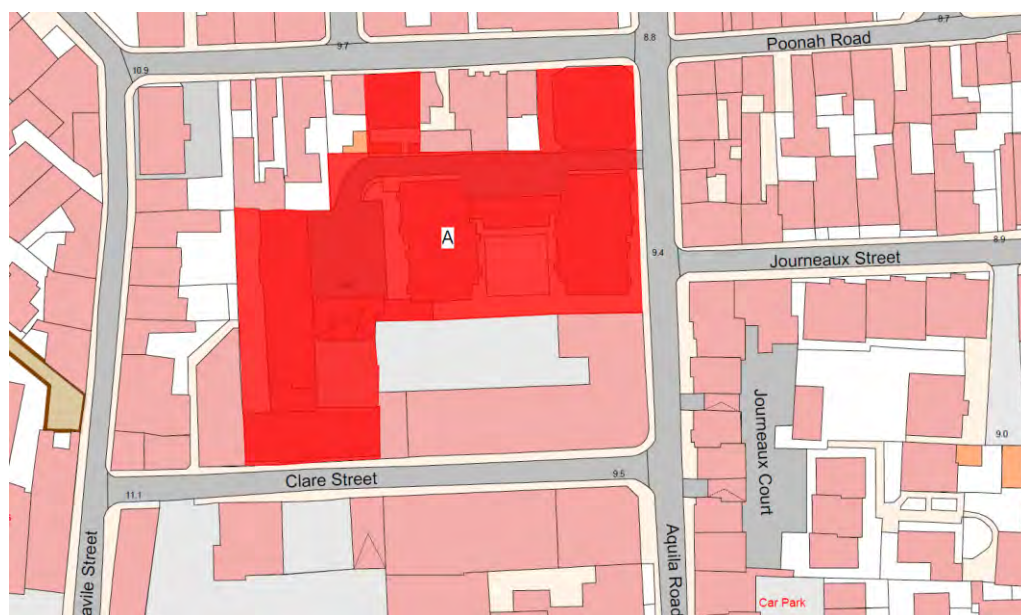 9.7
8.8
9.7
Poonah Road
10.9
A
9.4
8.9
Journeaux Street
Journeaux Court
9.0
Clare Street
9.5
11.1
avile Street
Aquila Road
Car Park